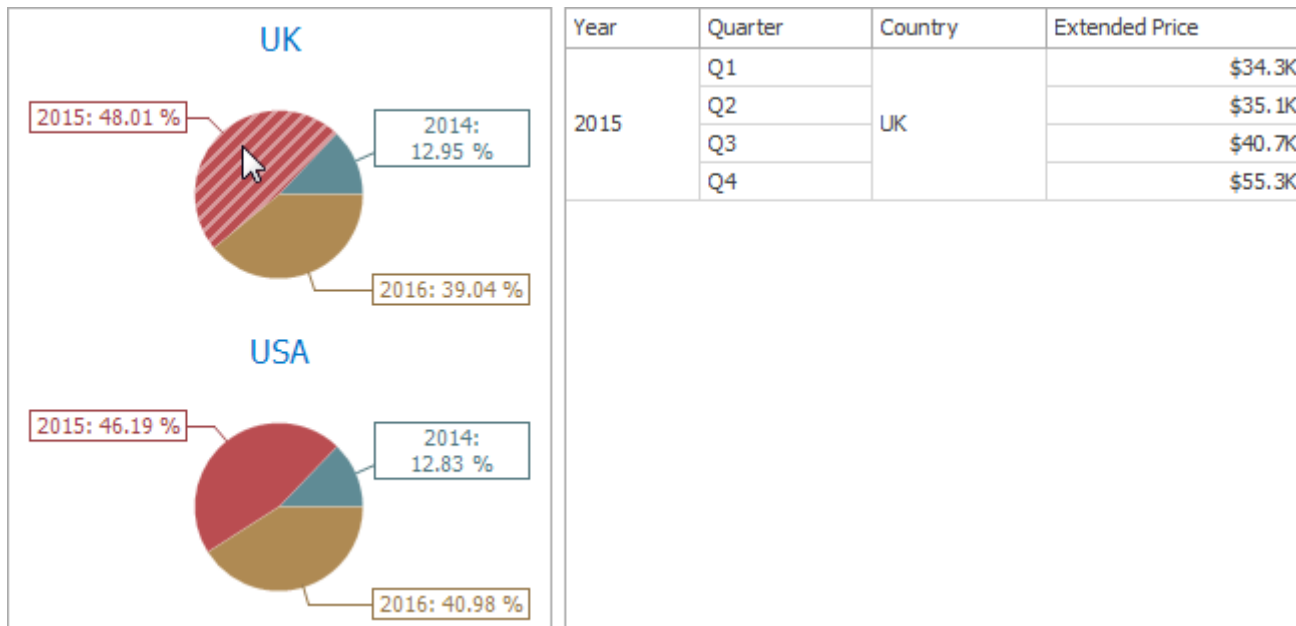 UK
2015: 48.01 %
2014:
12.95 %
2016: 39.04 %
USA
2015: 46.19 %
2014:
12.83 %
2016: 40.98 %
Year Quarter Country Extended Price
2015 UK
Q1 $34.3K
Q2 $35.1K
Q3 $40.7K
Q4 $55.3K